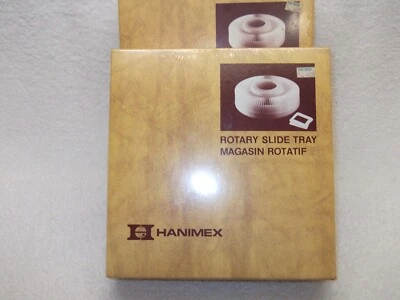 ROTARY SLIDE TRAY
MAGASIN ROTATIF
HANIMEX